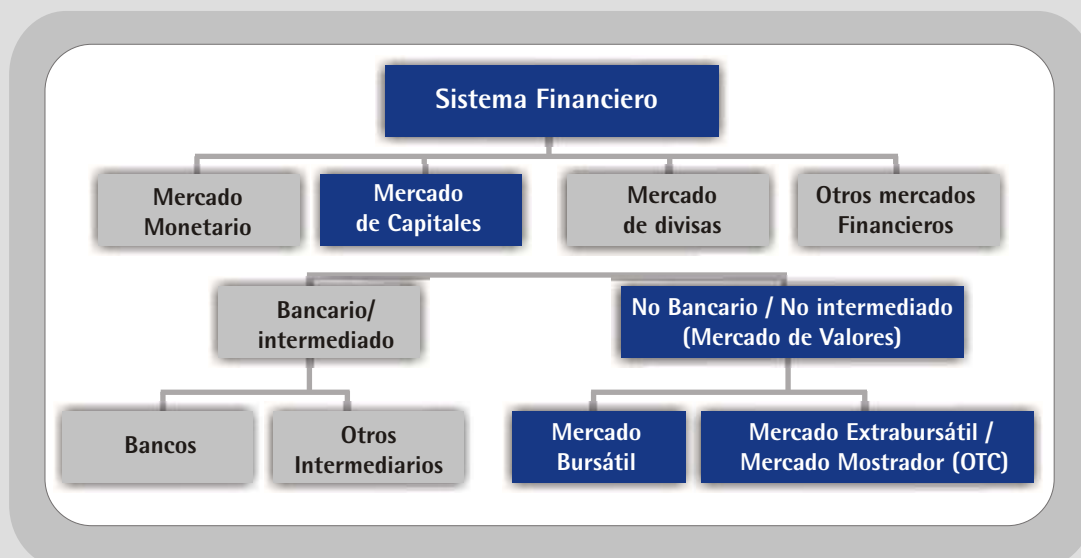 Sistema Financiero
Mercado
Monetario
Mercado
de Capitales
Mercado
de divisas
Otros mercados
Financieros
Bancario/
intermediado
No Bancario / No intermediado
(Mercado de Valores)
Bancos
Otros
Intermediarios
Mercado
Bursátil
Mercado Extrabursátil /
Mercado Mostrador (OTC)